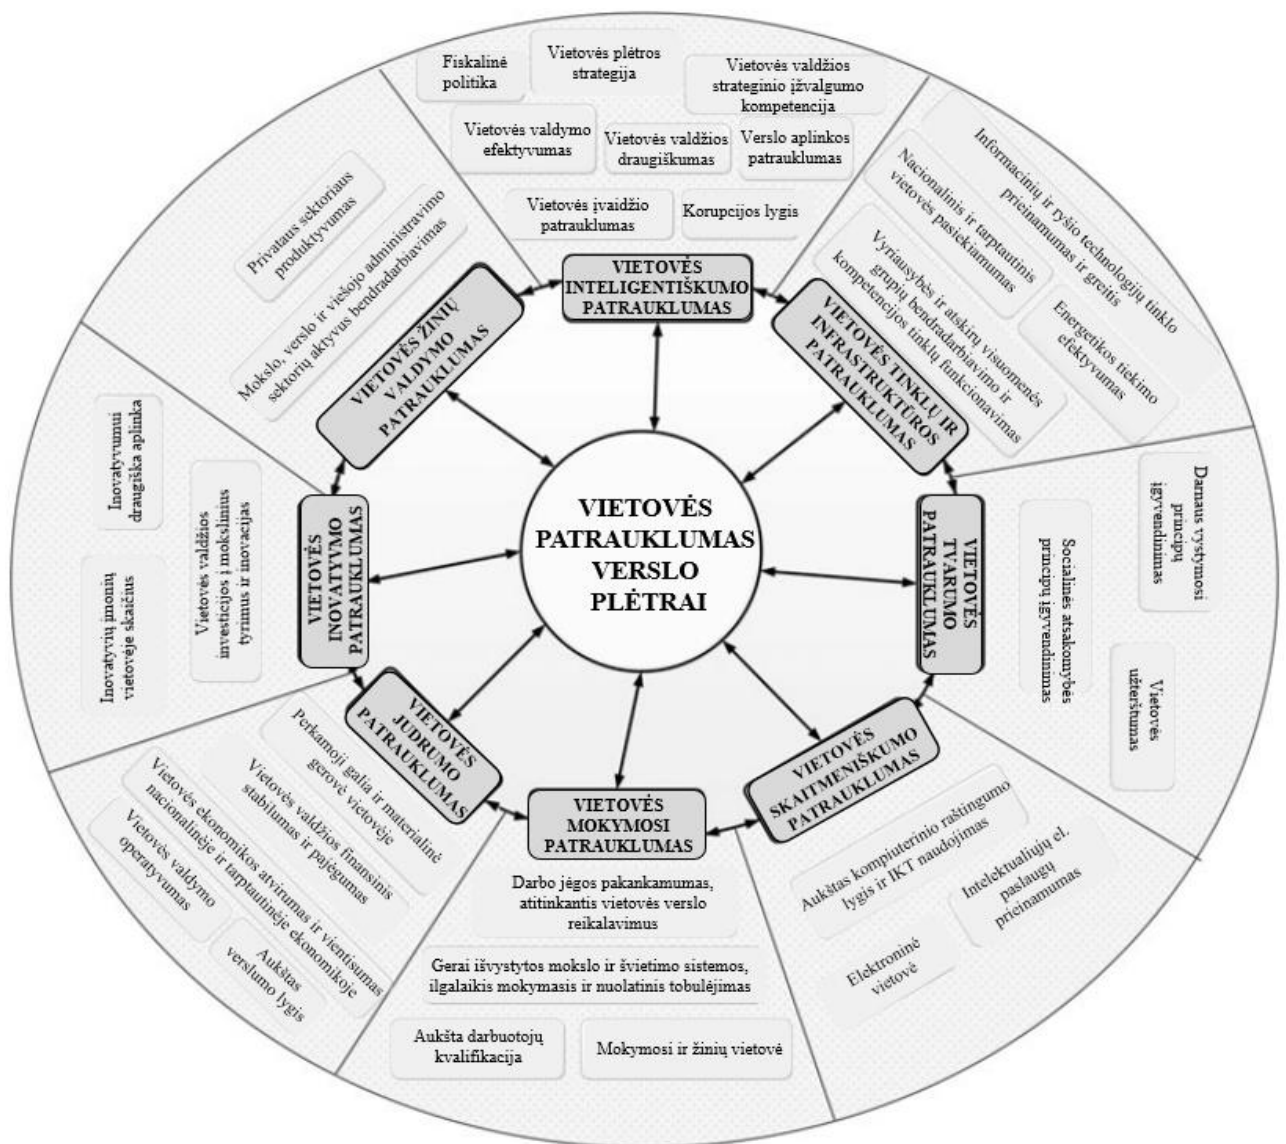 Fiskalinė
politika
Vietovės plėtros
strategija
Vietovės valdžios
strateginio įžvalgumo
kompetencija
Vietovės valdymo
efektyvumas
Vietovės valdžios
draugiškumas
Verslo aplinkos
patrauklumas
Vietovės įvaidžio
patrauklumas
Korupcijos lygis
VIETOVĖS
INTELIGENTIŠKUMO
PATRAUKLUMAS
Informacinių ir ryšio technologijų tinklo
prieinamumas ir greitis
Nacionalinis ir tarptautinis
vietovės pasiekiamumas
Vyriausybės ir atskirų visuomenės
grupių bendradarbiavimo ir
kompetencijos tinklų funkcionavimas
Energetikos tiekimo
efektyvumas
VIETOVĖS TINKLŲ IR
INFRASTRUKTŪROS
PATRAUKLUMAS
Darnaus vystymosi
principų
įgyvendinimas
Socialinės atsakomybės
principų įgyvendinimas
Vietovės
užterštumas
VIETOVĖS
TVARUMO
PATRAUKLUMAS
VIETOVĖS
SKAITMENIŠKUMO
PATRAUKLUMAS
Aukštas kompiuterinio raštingumo
lygis ir IKT naudojimas
Intelektualiųjų el.
paslaugų
prieinamumas
Elektroninė
vietovė
VIETOVĖS
MOKYMOSI
PATRAUKLUMAS
Darbo jėgos pakankamumas,
atitinkantis vietovės verslo
reikalavimus
Gerai išvystytos mokslo ir švietimo sistemos,
ilgalaikis mokymasis ir nuolatinis tobulėjimas
Aukšta darbuotojų
kvalifikacija
Mokymosi ir žinių vietovė
VIETOVĖS
JUDRUMO
PATRAUKLUMAS
Perkamoji galia ir materialinė
gerovė vietovėje
Vietovės valdžios finansinis
stabilumas ir pajėgumas
Vietovės ekonomikos atvirumas ir vientisumas
nacionalinėje ir tarptautinėje ekonomikoje
Vietovės valdymo
operatyvumas
Aukštas
verslumo lygis
VIETOVĖS
INOVATYMO
PATRAUKLUMAS
Inovatyvumui
draugiška aplinka
Vietovės valdžios
investicijos į mokslinius
tyrimus ir inovacijas
Inovatyvių įmonių
vietovėje skaičius
VIETOVĖS ŽINIŲ
VALDYMO
PATRAUKLUMAS
Privataus sektoriaus
produktyvumas
Mokslo, verslo ir viešojo administravimo
sektorių aktyvus bendradarbiavimas
VIETOVĖS
PATRAUKLUMAS
VERSLO
PLĖTRAI